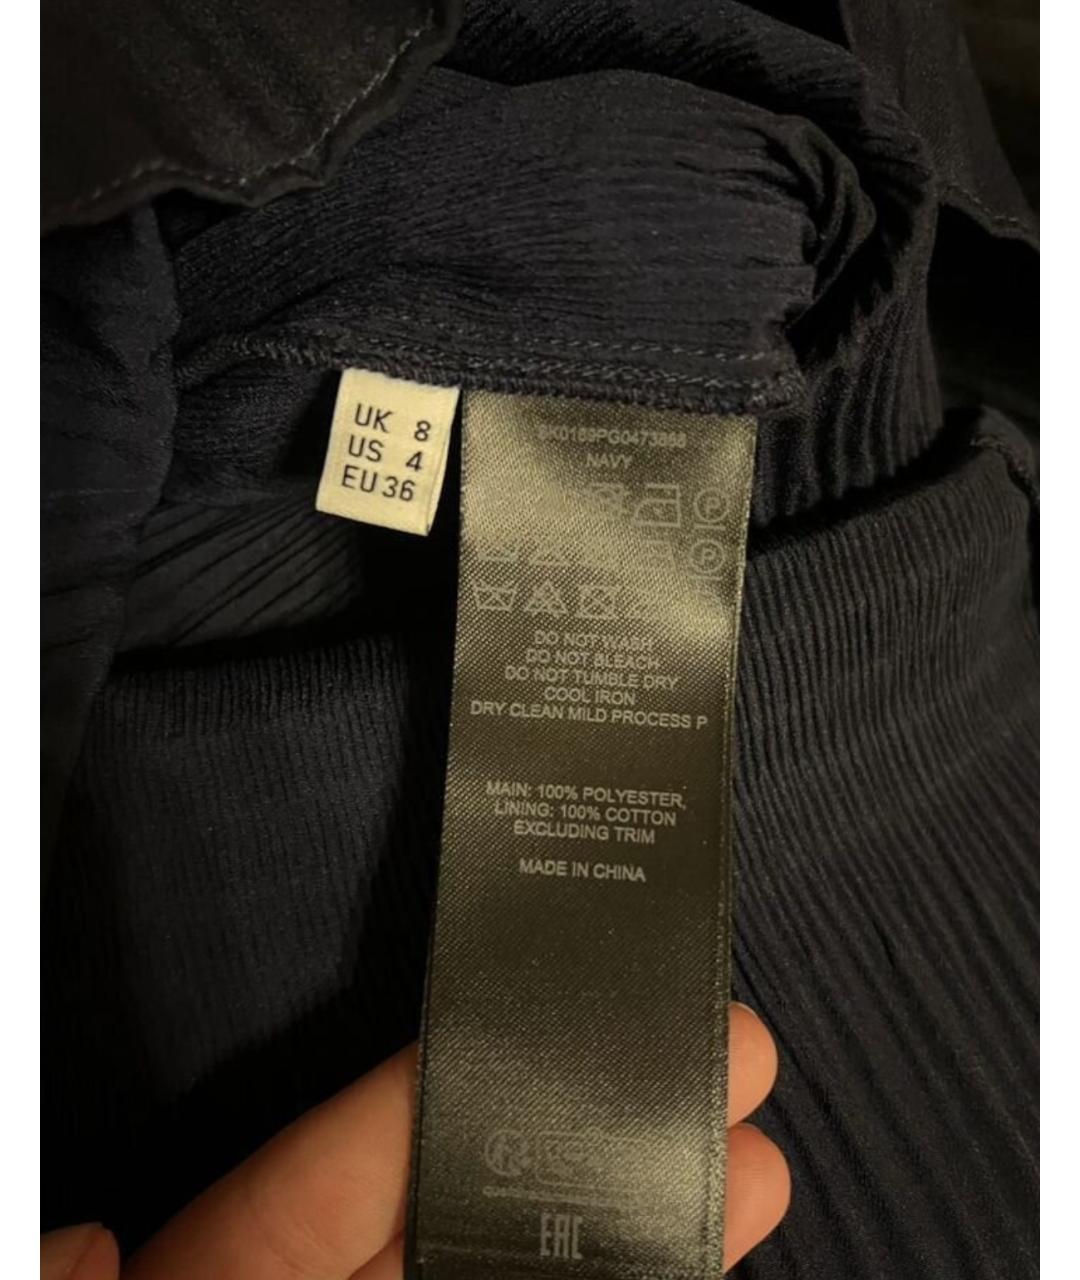 UK 8
US 4
EU 36
NAVY
P
P
DO NOT WASH
DO NOT BLEACH
DO NOT TUMBLE DRY
COOL IRON
DRY CLEAN MILD PROCESS P
MAIN: 100% POLYESTER,
LINING: 100% COTTON
EXCLUDING TRIM
MADE IN CHINA
EAC